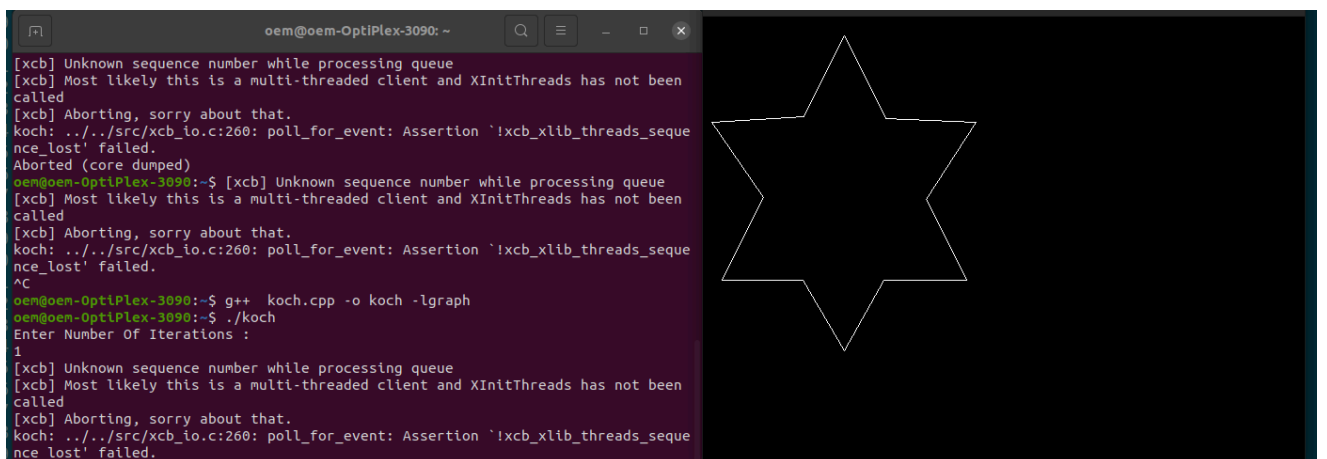 oem@oem-OptiPlex-3090: ~
[xcb] Unknown sequence number while processing queue
[xcb] Most likely this is a multi-threaded client and XInitThreads has not been
called
[xcb] Aborting, sorry about that.
koch: ../../src/xcb_io.c:260: poll_for_event: Assertion `!xcb_xlib_threads_seque
nce_lost' failed.
Aborted (core dumped)
oem@oem-OptiPlex-3090:~$ [xcb] Unknown sequence number while processing queue
[xcb] Most likely this is a multi-threaded client and XInitThreads has not been
called
[xcb] Aborting, sorry about that.
koch: ../../src/xcb_io.c:260: poll_for_event: Assertion `!xcb_xlib_threads_seque
nce_lost' failed.
^C
oem@oem-OptiPlex-3090:~$ g++  koch.cpp -o koch -lgraph
oem@oem-OptiPlex-3090:~$ ./koch
Enter Number Of Iterations :
1
[xcb] Unknown sequence number while processing queue
[xcb] Most likely this is a multi-threaded client and XInitThreads has not been
called
[xcb] Aborting, sorry about that.
koch: ../../src/xcb_io.c:260: poll_for_event: Assertion `!xcb_xlib_threads_seque
nce_lost' failed.